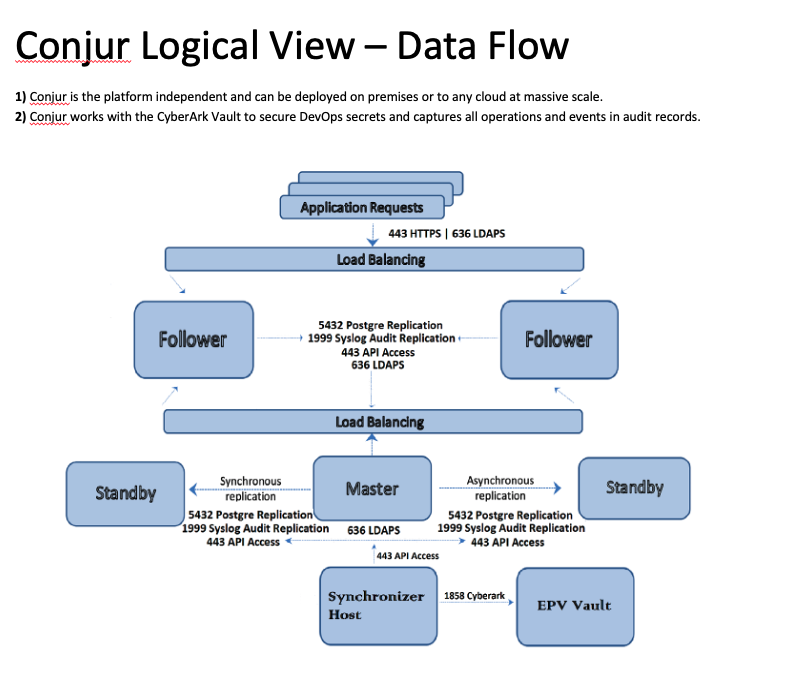 Conjur Logical View – Data Flow
1) Conjur is the platform independent and can be deployed on premises or to any cloud at massive scale.
2) Conjur works with the CyberArk Vault to secure DevOps secrets and captures all operations and events in audit records.
Application Requests
443 HTTPS | 636 LDAPS
Load Balancing
Follower
5432 Postgre Replication
1999 Syslog Audit Replication
443 API Access
636 LDAPS
Follower
Load Balancing
Standby
Synchronous
replication
Master
Asynchronous
replication
Standby
5432 Postgre Replication
1999 Syslog Audit Replication
443 API Access
636 LDAPS
5432 Postgre Replication
1999 Syslog Audit Replication
443 API Access
443 API Access
Synchronizer
Host
1858 Cyberark
EPV Vault